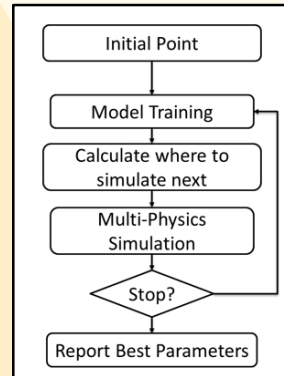 Initial Point
Model Training
Calculate where to
simulate next
Multi-Physics
Simulation
Stop?
Report Best Parameters